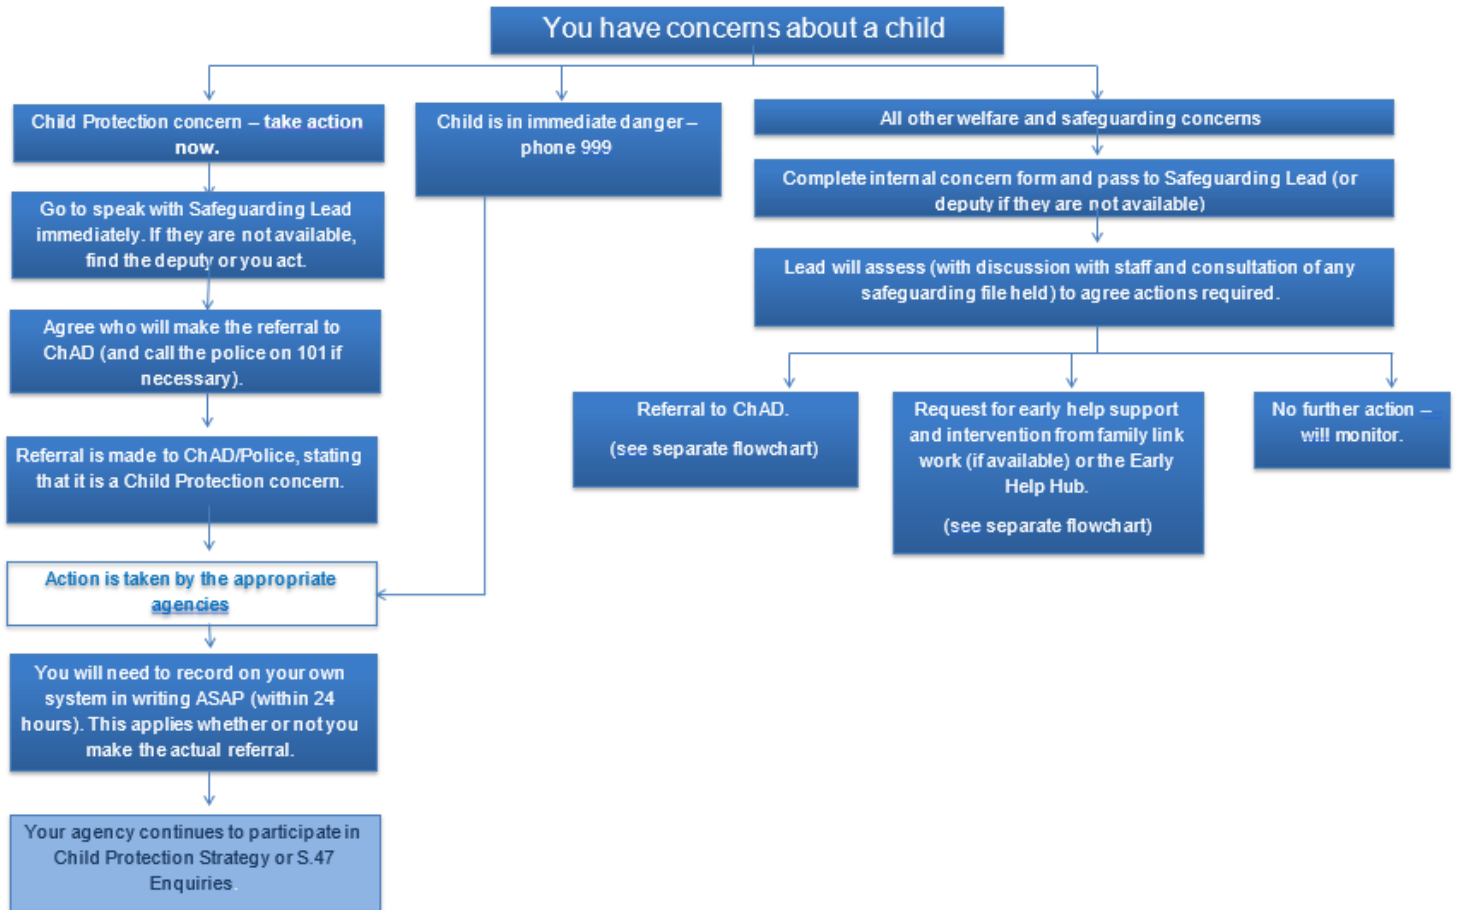 You have concerns about a child
Child Protection concern – take action
now.
Go to speak with Safeguarding Lead
immediately. If they are not available,
find the deputy or you act.
Agree who will make the referral to
ChAD (and call the police on 101 if
necessary).
Referral is made to ChAD/Police, stating
that it is a Child Protection concern.
Action is taken by the appropriate
agencies
You will need to record on your own
system in writing ASAP (within 24
hours). This applies whether or not you
make the actual referral.
Your agency continues to participate in
Child Protection Strategy or S.47
Enquiries.
Child is in immediate danger –
phone 999
All other welfare and safeguarding concerns
Complete internal concern form and pass to Safeguarding Lead (or
deputy if they are not available)
Lead will assess (with discussion with staff and consultation of any
safeguarding file held) to agree actions required.
Referral to ChAD.
(see separate flowchart)
Request for early help support
and intervention from family link
work (if available) or the Early
Help Hub.
(see separate flowchart)
No further action –
will monitor.